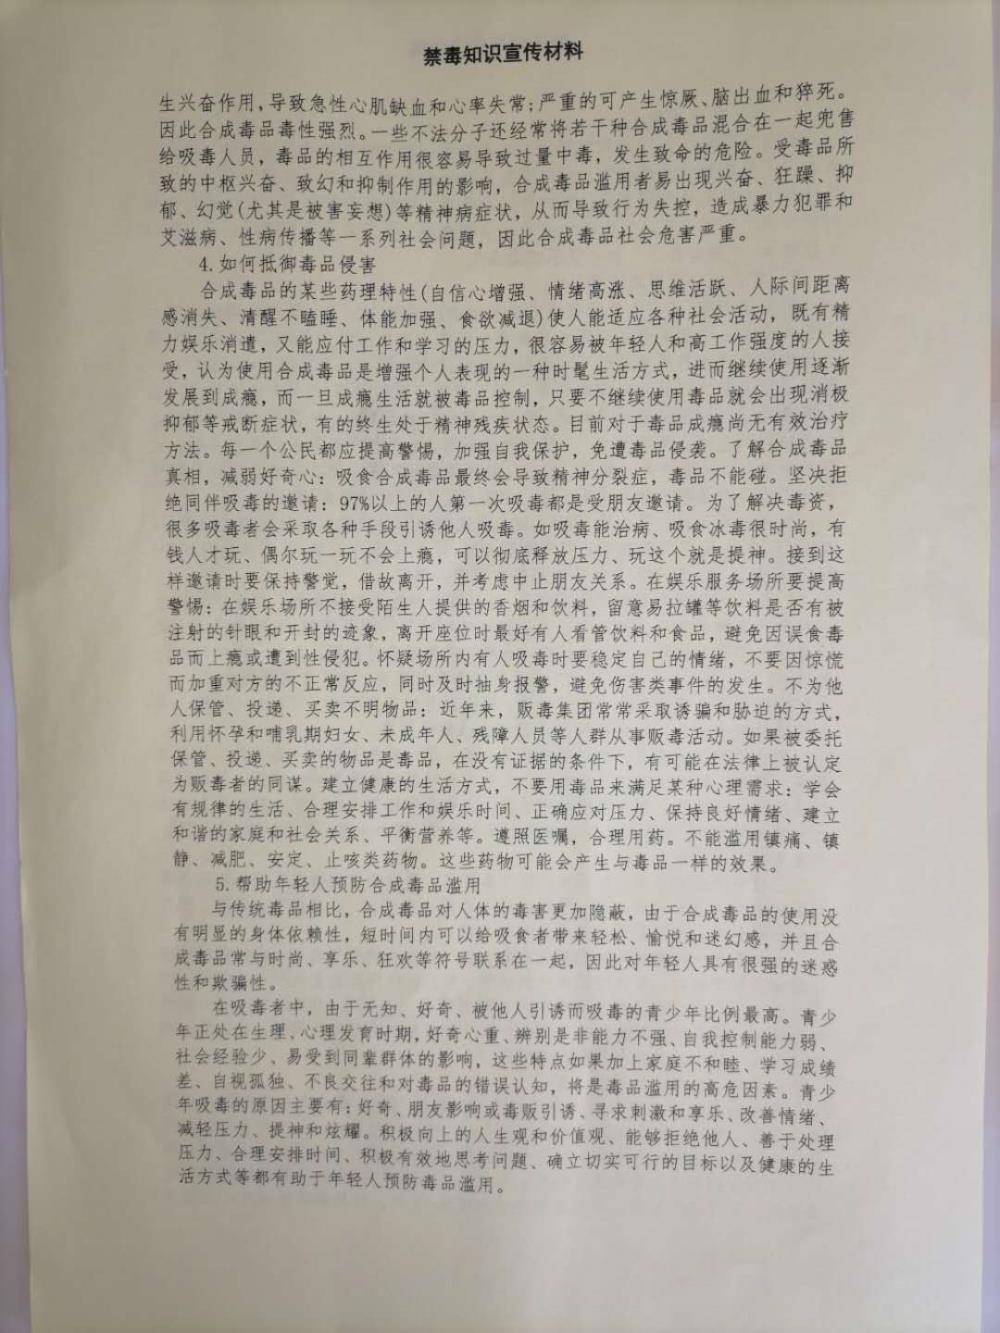 禁毒知识宣传材料
生兴奋作用,导致急性心肌缺血和心率失常;严重的可产生惊厥、脑出血和猝死。
因此合成毒品毒性强烈。一些不法分子还经常将若干种合成毒品混合在一起兜售
给吸毒人员，毒品的相互作用很容易导致过量中毒，发生致命的危险。受毒品所
致的中枢兴奋、致幻和抑制作用的影响，合成毒品滥用者易出现兴奋、狂躁、抑
郁、幻觉(尤其是被害妄想)等精神病症状，从而导致行为失控，造成暴力犯罪和
艾滋病、性病传播等一系列社会问题，因此合成毒品社会危害严重。
4.如何抵御毒品侵害
合成毒品的某些药理特性(自信心增强、情绪高涨、思维活跃、人际间距离
感消失、清醒不瞌睡、体能加强、食欲减退)使人能适应各种社会活动，既有精
力娱乐消遣，又能应付工作和学习的压力，很容易被年轻人和高工作强度的人接
受，认为使用合成毒品是增强个人表现的一种时髦生活方式，进而继续使用逐渐
发展到成瘾，而一旦成瘾生活就被毒品控制，只要不继续使用毒品就会出现消极
抑郁等戒断症状，有的终生处于精神残疾状态。目前对于毒品成瘾尚无有效治疗
方法。每一个公民都应提高警惕，加强自我保护，免遭毒品侵袭。了解合成毒品
真相，减弱好奇心：吸食合成毒品最终会导致精神分裂症，毒品不能碰。坚决拒
绝同伴吸毒的邀请：97%以上的人第一次吸毒都是受朋友邀请。为了解决毒资，
很多吸毒者会采取各种手段引诱他人吸毒。如吸毒能治病、吸食冰毒很时尚，有
钱人才玩、偶尔玩一玩不会上瘾，可以彻底释放压力、玩这个就是提神。接到这
样邀请时要保持警觉，借故离开，并考虑中止朋友关系。在娱乐服务场所要提高
警惕：在娱乐场所不接受陌生人提供的香烟和饮料，留意易拉罐等饮料是否有被
注射的针眼和开封的迹象，离开座位时最好有人看管饮料和食品，避免因误食毒
品而上瘾或遭到性侵犯。怀疑场所内有人吸毒时要稳定自己的情绪，不要因惊慌
而加重对方的不正常反应，同时及时抽身报警，避免伤害类事件的发生。不为他
人保管、投递、买卖不明物品：近年来，贩毒集团常常采取诱骗和胁迫的方式，
利用怀孕和哺乳期妇女、未成年人、残障人员等人群从事贩毒活动。如果被委托
保管、投递、买卖的物品是毒品，在没有证据的条件下，有可能在法律上被认定
为贩毒者的同谋。建立健康的生活方式，不要用毒品来满足某种心理需求：学会
有规律的生活、合理安排工作和娱乐时间、正确应对压力、保持良好情绪、建立
和谐的家庭和社会关系、平衡营养等。遵照医嘱，合理用药。不能滥用镇痛、镇
静、减肥、安定、止咳类药物。这些药物可能会产生与毒品一样的效果。
5.帮助年轻人预防合成毒品滥用
与传统毒品相比，合成毒品对人体的毒害更加隐蔽，由于合成毒品的使用没
有明显的身体依赖性，短时间内可以给吸食者带来轻松、愉悦和迷幻感，并且合
成毒品常与时尚、享乐、狂欢等符号联系在一起，因此对年轻人具有很强的迷惑
性和欺骗性。
在吸毒者中，由于无知、好奇、被他人引诱而吸毒的青少年比例最高。青少
年正处在生理、心理发育时期，好奇心重、辨别是非能力不强、自我控制能力弱、
社会经验少、易受到同辈群体的影响，这些特点如果加上家庭不和睦、学习成绩
差、自视孤独、不良交往和对毒品的错误认知，将是毒品滥用的高危因素。青少
年吸毒的原因主要有：好奇、朋友影响或毒贩引诱、寻求刺激和享乐、改善情绪、
减轻压力、提神和炫耀。积极向上的人生观和价值观、能够拒绝他人、善于处理
压力、合理安排时间、积极有效地思考问题、确立切实可行的目标以及健康的生
活方式等都有助于年轻人预防毒品滥用。